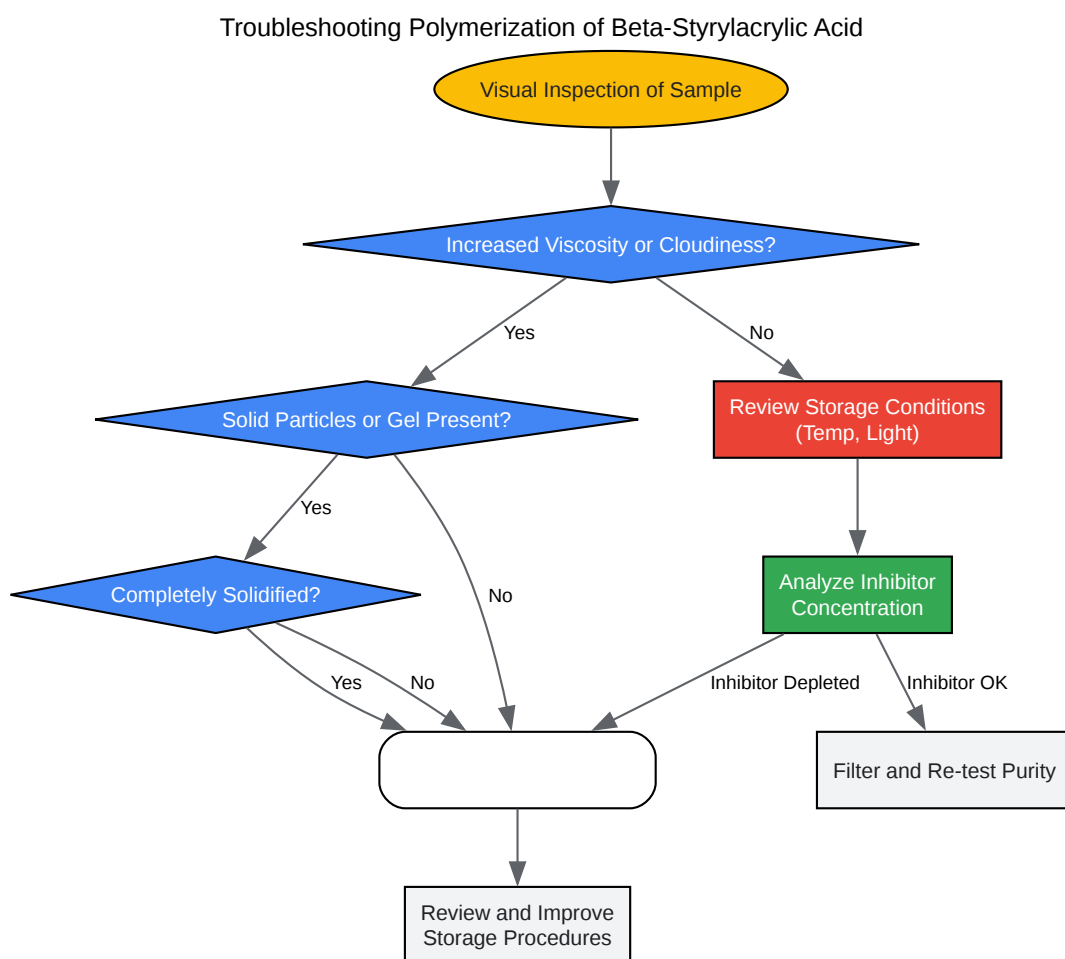 Troubleshooting Polymerization of Beta-Styrylacrylic Acid
Visual Inspection of Sample
Increased Viscosity or Cloudiness?
Yes
No
Solid Particles or Gel Present?
Review Storage Conditions
(Temp, Light)
Yes
No
Completely Solidified?
Analyze Inhibitor
Concentration
Yes
No
Inhibitor Depleted
Inhibitor OK
Filter and Re-test Purity
Review and Improve
Storage Procedures